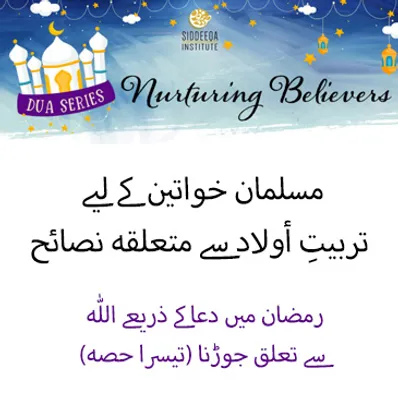 SIDDEEQA
INSTITUTE
DUA SERIES
Nurturing Believers
مسلمان خواتین کے لیے
تربیتِ أولاد سے متعلقہ نصائح
رمضان میں دعا کے ذریعے اللہ
سے تعلق جوڑنا (تیسرا حصہ)